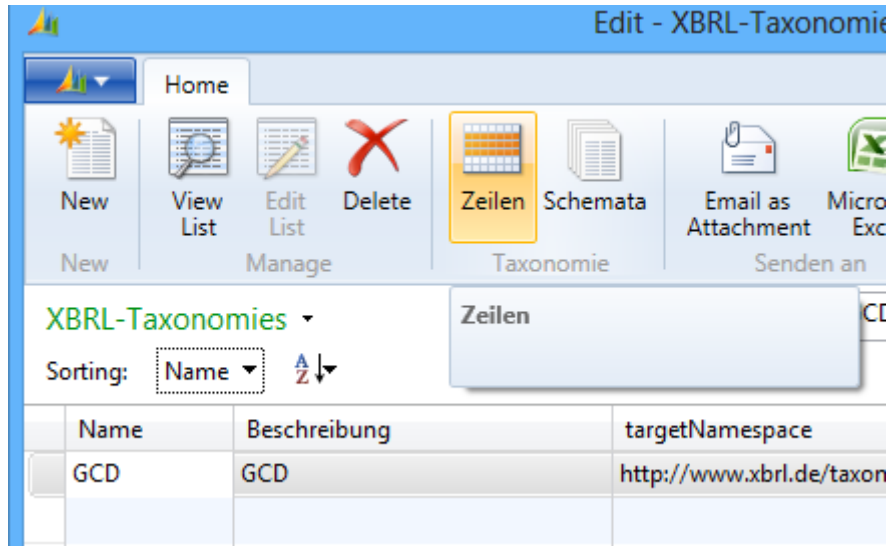 Edit - XBRL-Taxonomie
Home
New
View List
Edit List
Delete
Zeilen
Schemata
Email as Attachment
Micro
Exc
New
Manage
Taxonomie
Senden an
XBRL-Taxonomies
Zeilen
CD
Sorting:
Name
A
Z
Name
Beschreibung
targetNamespace
GCD
GCD
http://www.xbrl.de/taxon